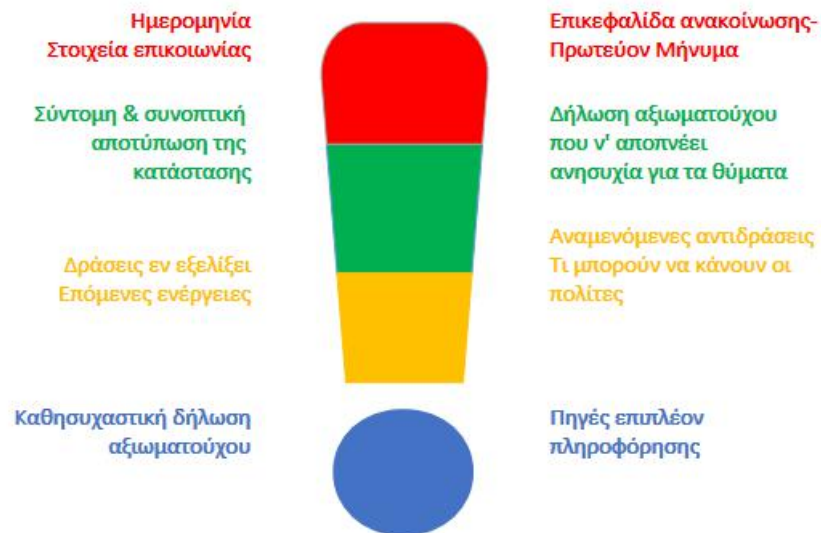 Ημερομηνία
Στοιχεία επικοιωνίας
Επικεφαλίδα ανακοίνωσης-
Πρωτεύον Μήνυμα
Σύντομη & συνοπτική
αποτύπωση της
κατάστασης
Δήλωση αξιωματούχου
που ν' αποπνέει
ανησυχία για τα θύματα
Δράσεις εν εξελίξει
Επόμενες ενέργειες
Αναμενόμενες αντιδράσεις
Τι μπορούν να κάνουν οι
πολίτες
Καθησυχαστική δήλωση
αξιωματούχου
Πηγές επιπλέον
πληροφόρησης